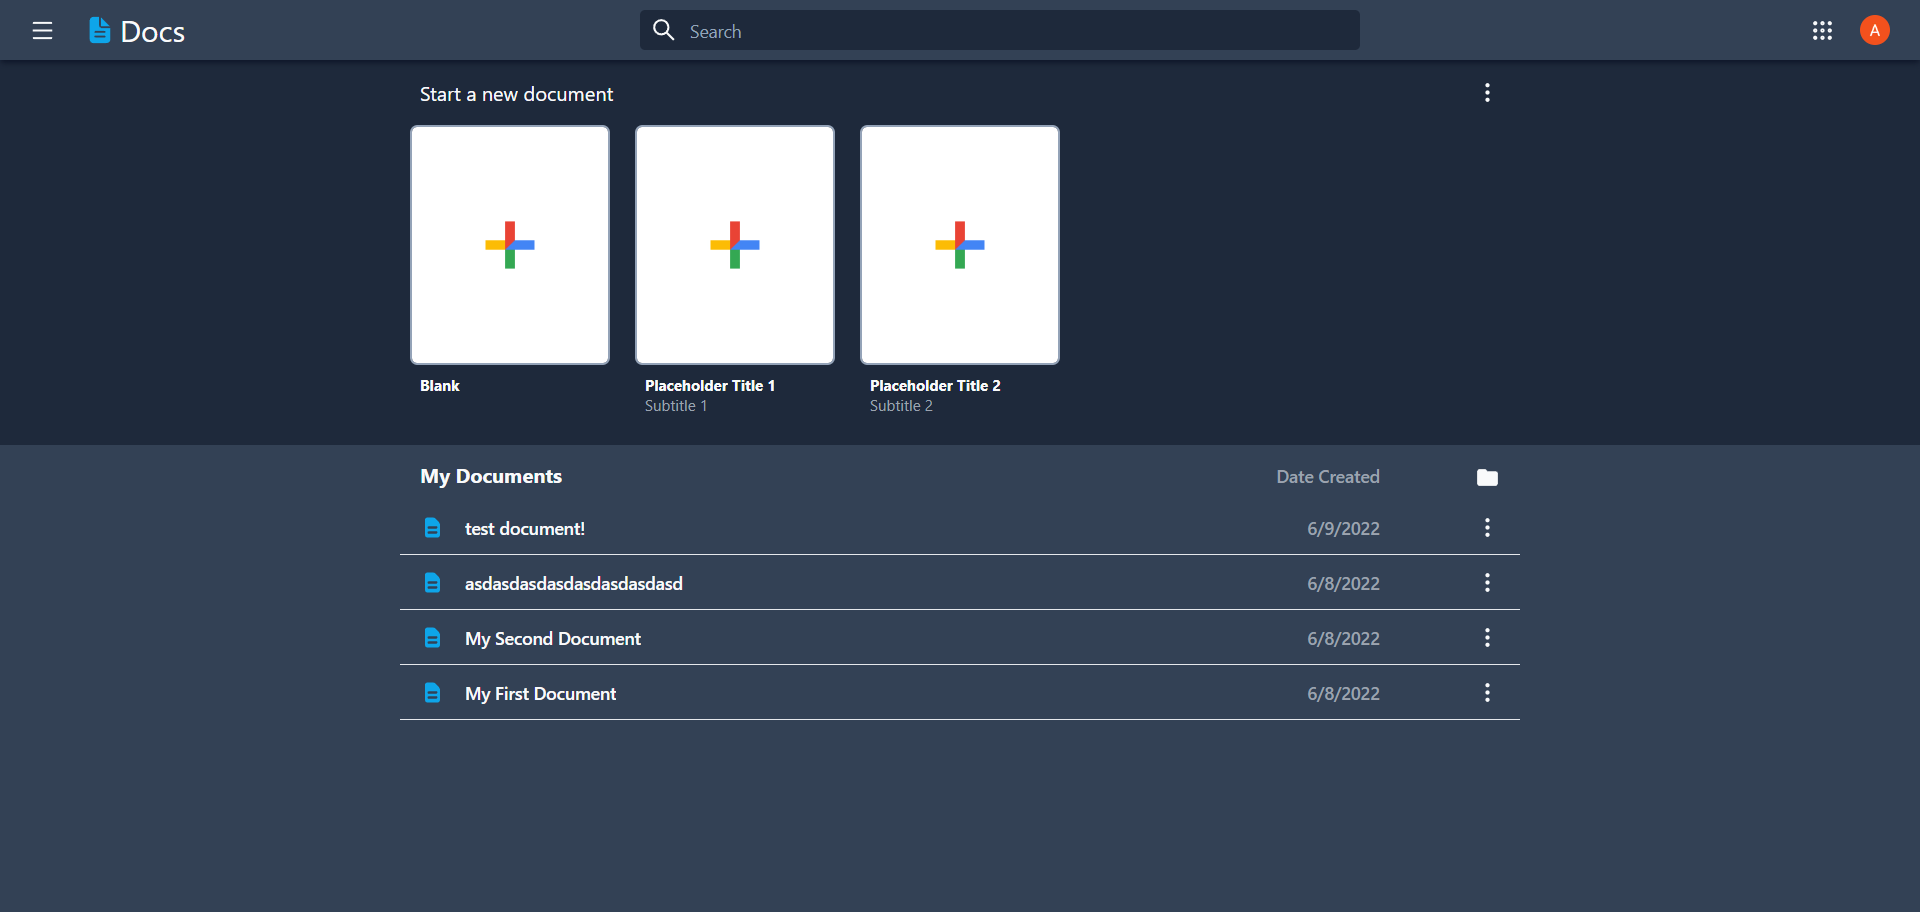 Docs
Search
A
Start a new document
Blank
Placeholder Title 1
Subtitle 1
Placeholder Title 2
Subtitle 2
My Documents
Date Created
test document!
6/9/2022
asdasdasdasdasdasdasdasd
6/8/2022
My Second Document
6/8/2022
My First Document
6/8/2022